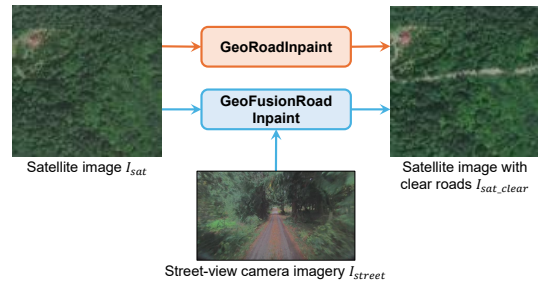 GeoRoadInpaint
GeoFusionRoad
Inpaint
Satellite image I_sat
Satellite image with
clear roads I_sat_clear
Street-view camera imagery I_street